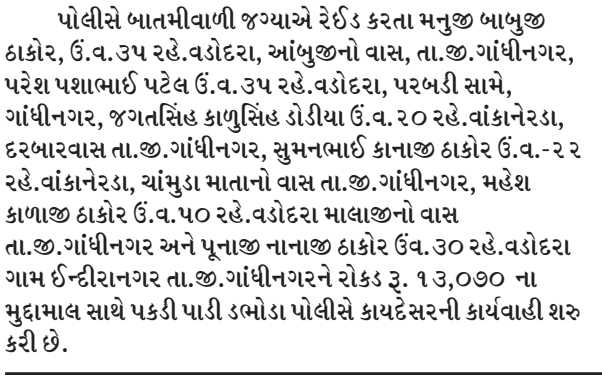 પોલીસે બાતમીવાળી જગ્યાએ રેઈડ કરતા મનુજી બાબુજી
ઠાકોર, ઉં.વ.૩૫ રહે.વડોદરા, આંબુજીનો વાસ, તા.જી.ગાંધીનગર,
પરેશ પશાભાઈ પટેલ ઉં.વ.૩૫ રહે.વડોદરા, પરબડી સામે,
ગાંધીનગર, જગતસિંહ કાળુસિંહ ડોડીયા ઉં.વ.૨૦ રહે.વાંકાનેરડા,
દરબારવાસ તા.જી.ગાંધીનગર, સુમનભાઈ કાનાજી ઠાકોર ઉં.વ.-૨ ૨
રહે.વાંકાનેરડા, ચાંમુડા માતાનો વાસ તા.જી.ગાંધીનગર, મહેશ
કાળાજી ઠાકોર ઉં.વ.૫૦ રહે.વડોદરા માલાજીનો વાસ
તા.જી.ગાંધીનગર અને પૂનાજી નાનાજી ઠાકોર ઉંવ.૩૦ રહે.વડોદરા
ગામ ઈન્દીરાનગર તા.જી.ગાંધીનગરને રોકડ રૂ. ૧૩,૦૭૦ ના
મુદ્દામાલ સાથે પકડી પાડી ડભોડા પોલીસે કાયદેસરની કાર્યવાહી શરુ
કરી છે.